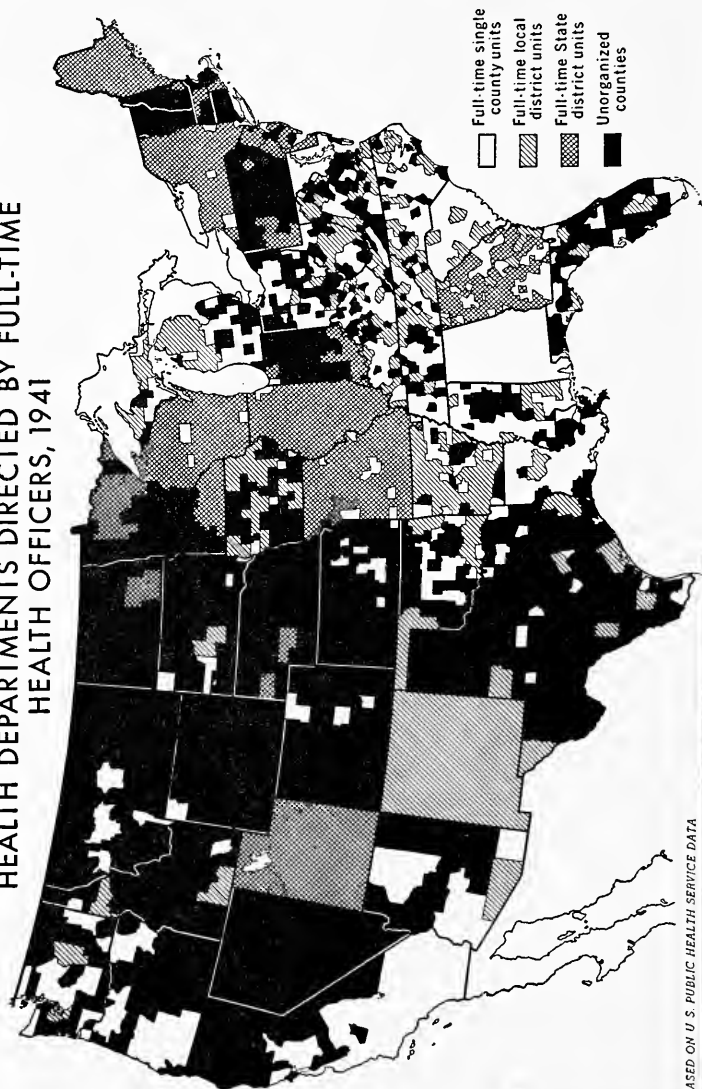 HEALTH DEPARTMENTS DIRECTED BY FULL-TIME
HEALTH OFFICERS, 1941
Full-time single
county units
Full-time local
district units
Full-time State
district units
Unorganized
counties
ASED ON U S. PUBLIC HEALTH SERVICE DATA